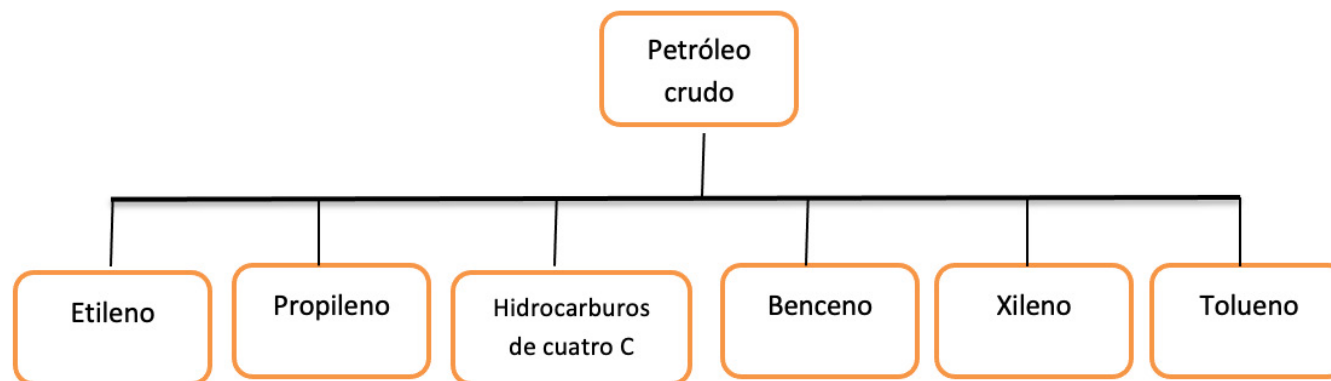 Petróleo
crudo
Etileno
Propileno
Hidrocarburos
de cuatro C
Benceno
Xileno
Tolueno